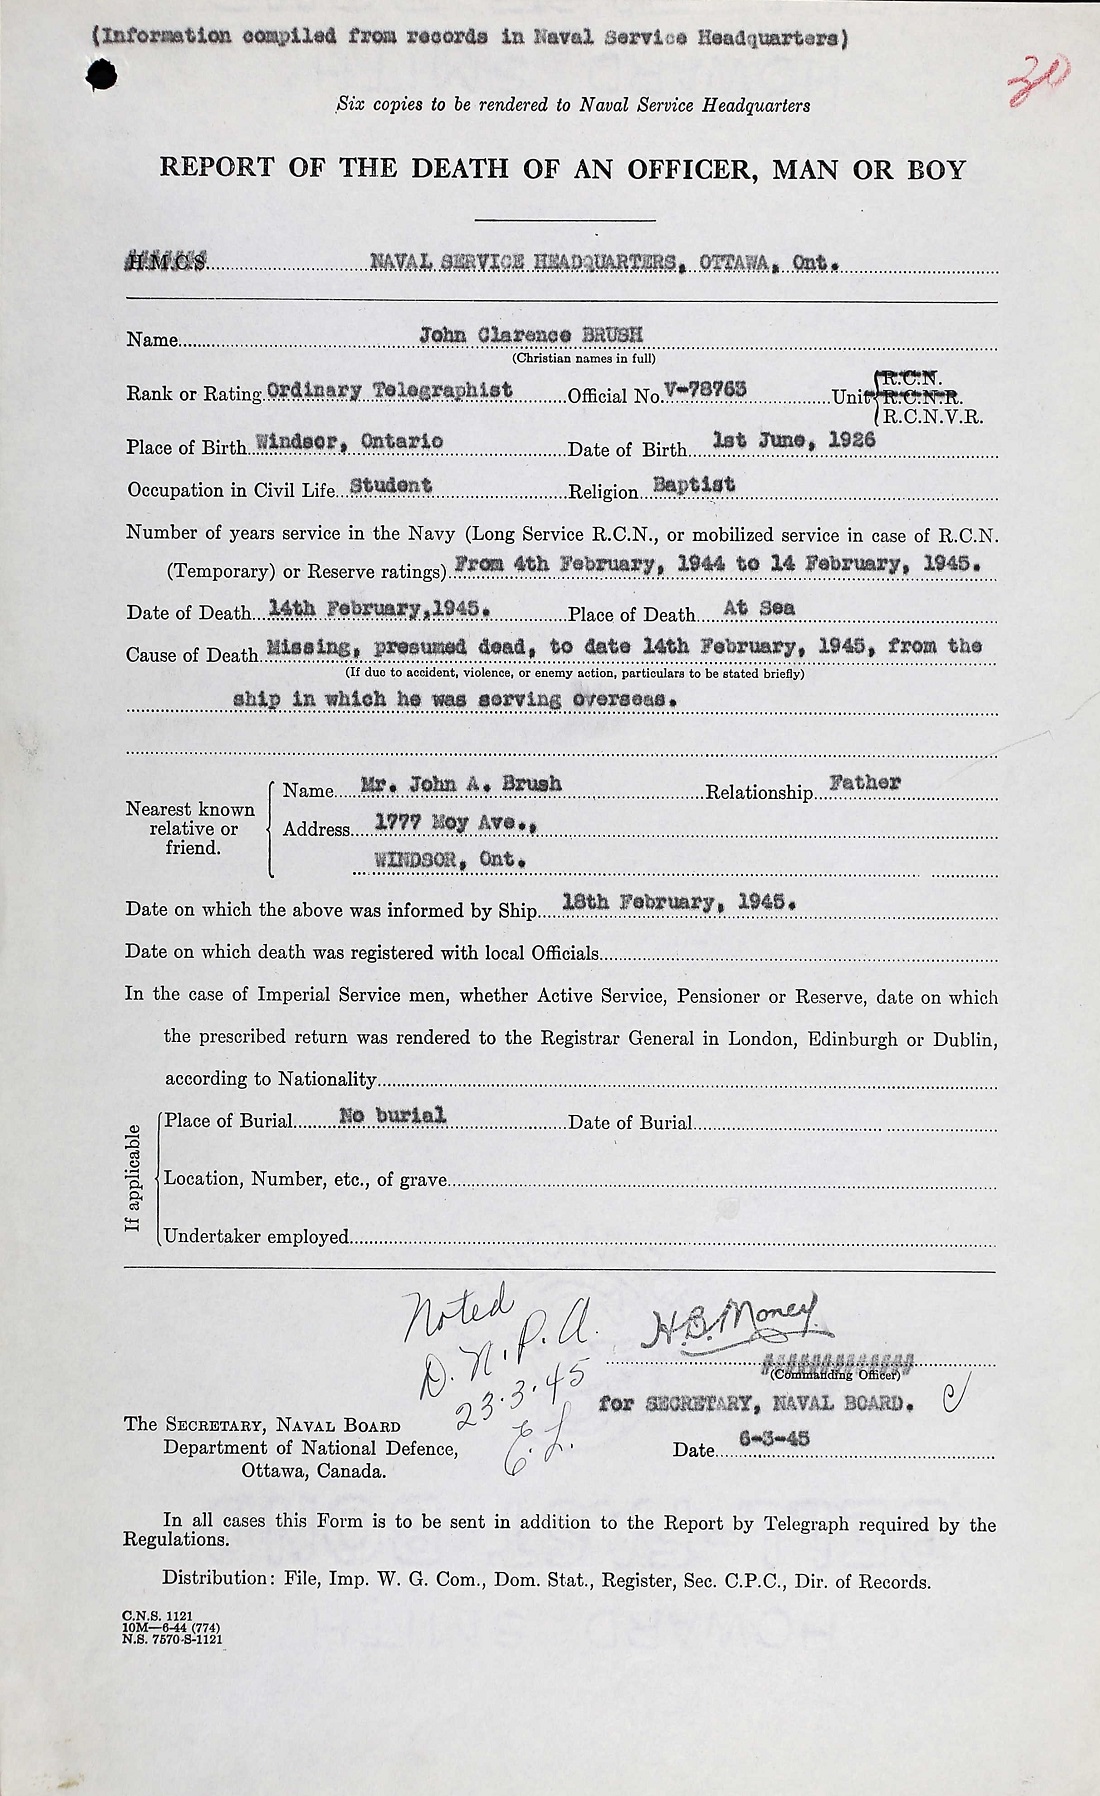 (Information compiled from records in Naval Service Headquarters)
30
Six copies to be rendered to Naval Service Headquarters
REPORT OF THE DEATH OF AN OFFICER, MAN OR BOY
H.M.C.S. NAVAL SERVICE HEADQUARTERS, OTTAWA, Ont.
Name John Clarence BRUSH
(Christian names in full)
Rank or Rating Ordinary Telegraphist Official No. V-78763 Unit { R.C.N.
R.C.N.R.
R.C.N.V.R.
Place of Birth Windsor, Ontario Date of Birth 1st June, 1926
Occupation in Civil Life Student Religion Baptist
Number of years service in the Navy (Long Service R.C.N., or mobilized service in case of R.C.N.
(Temporary) or Reserve ratings) From 4th February, 1944 to 14 February, 1945.
Date of Death 14th February, 1945. Place of Death At Sea
Cause of Death Missing, presumed dead, to date 14th February, 1945, from the
(If due to accident, violence, or enemy action, particulars to be stated briefly)
ship in which he was serving overseas.
Nearest known relative or friend.
Name Mr. John A. Brush Relationship Father
Address 1777 Moy Ave.,
WINDSOR, Ont.
Date on which the above was informed by Ship 18th February, 1945.
Date on which death was registered with local Officials
In the case of Imperial Service men, whether Active Service, Pensioner or Reserve, date on which
the prescribed return was rendered to the Registrar General in London, Edinburgh or Dublin,
according to Nationality
If applicable
Place of Burial No burial Date of Burial
Location, Number, etc., of grave
Undertaker employed
Noted
D.N.P.A.
23.3.45
E.L.
H.B. Money
(Commanding Officer)
for SECRETARY, NAVAL BOARD.
The SECRETARY, NAVAL BOARD
Department of National Defence,
Ottawa, Canada.
Date 6-3-45
In all cases this Form is to be sent in addition to the Report by Telegraph required by the
Regulations.
Distribution: File, Imp. W. G. Com., Dom. Stat., Register, Sec. C.P.C., Dir. of Records.
C.N.S. 1121
10M—6-44 (774)
N.S. 7570-S-1121